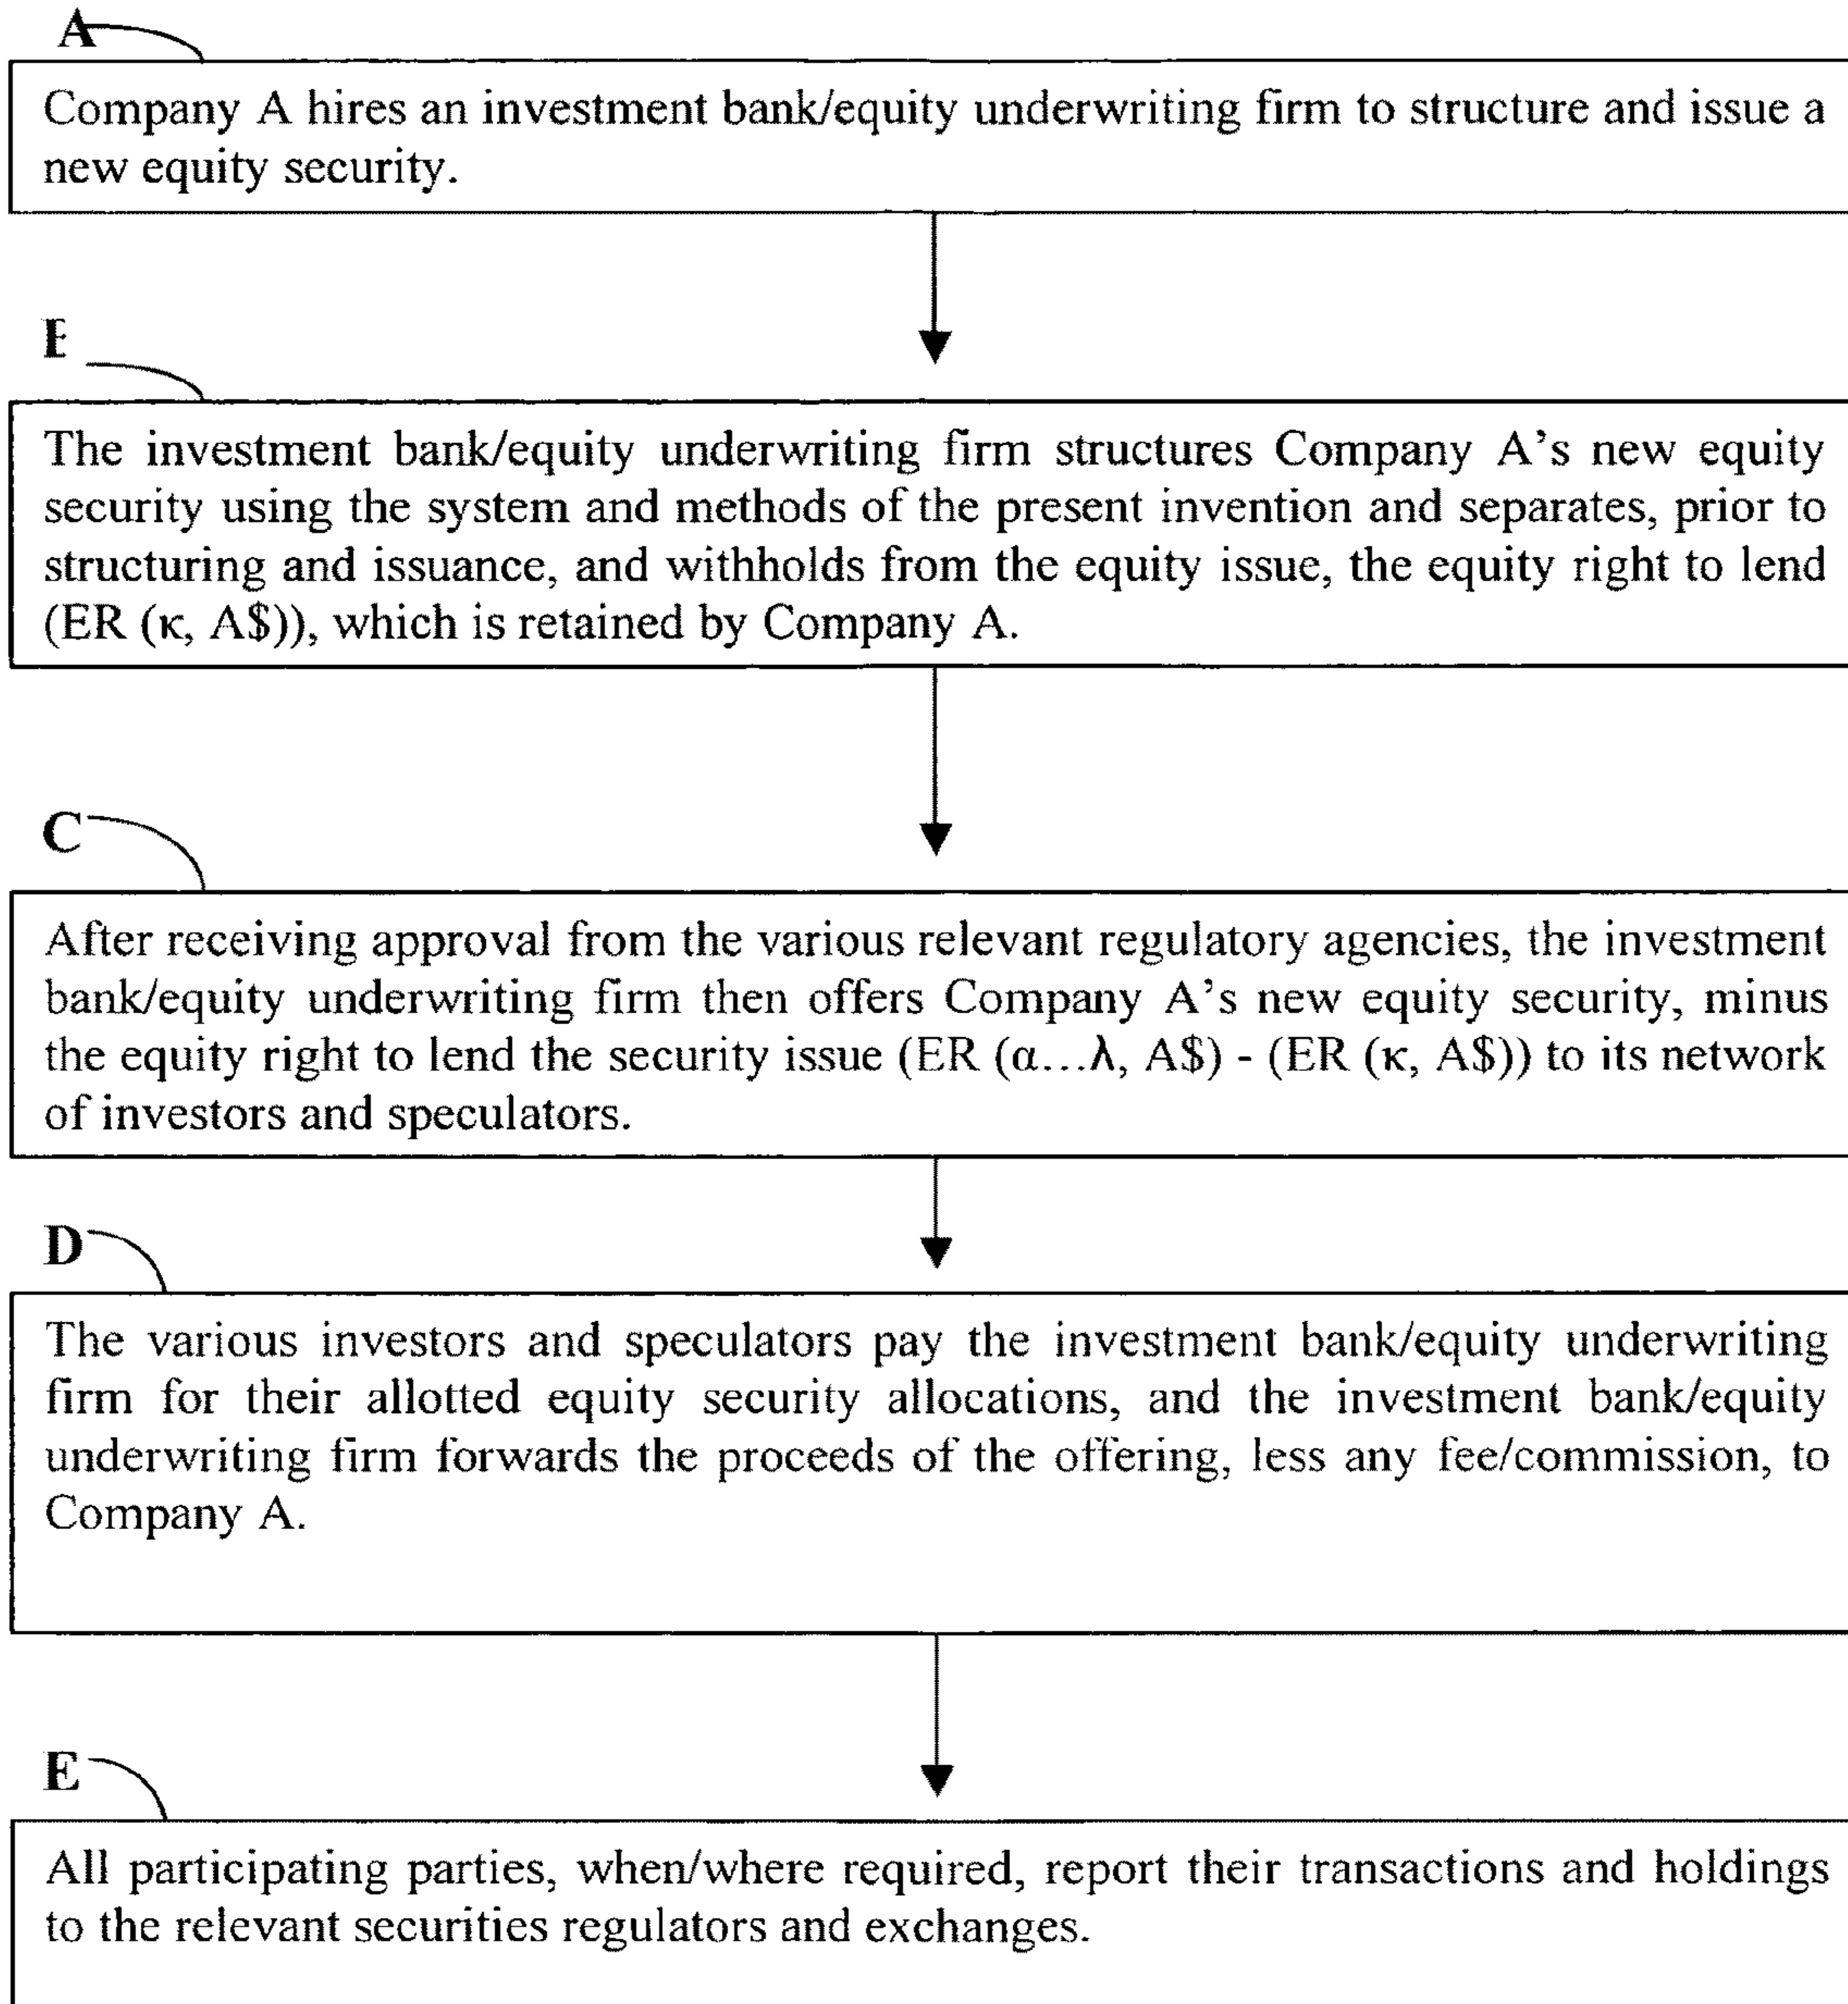 A
Company A hires an investment bank/equity underwriting firm to structure and issue a
new equity security.
The investment bank/equity underwriting firm structures Company A's new equity
security using the system and methods of the present invention and separates, prior to
structuring and issuance, and withholds from the equity issue, the equity right to lend
(ER (κ, A$)), which is retained by Company A.
C
After receiving approval from the various relevant regulatory agencies, the investment
bank/equity underwriting firm then offers Company A's new equity security, minus
the equity right to lend the security issue (ER (α...λ, A$) - (ER (κ, A$)) to its network
of investors and speculators.
D
The various investors and speculators pay the investment bank/equity underwriting
firm for their allotted equity security allocations, and the investment bank/equity
underwriting firm forwards the proceeds of the offering, less any fee/commission, to
Company A.
E
All participating parties, when/where required, report their transactions and holdings
to the relevant securities regulators and exchanges.